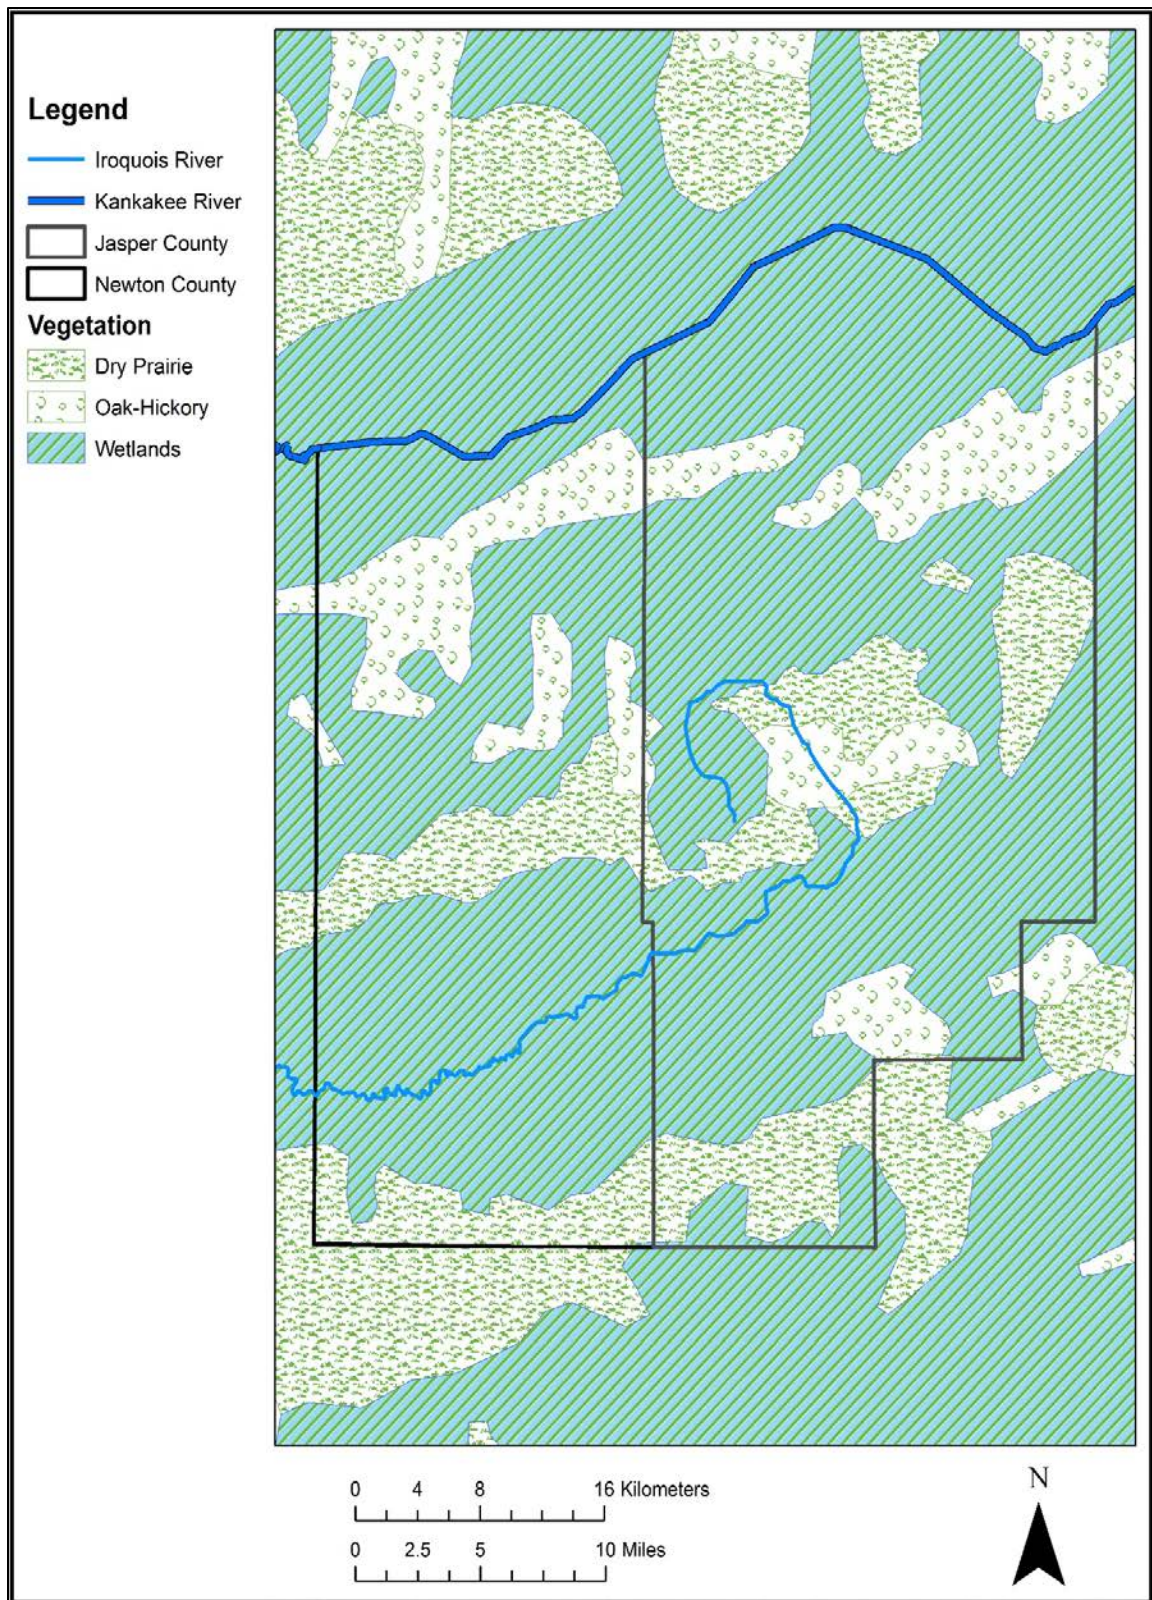 Legend
Iroquois River
Kankakee River
Jasper County
Newton County
Vegetation
Dry Prairie
Oak-Hickory
Wetlands
0 4 8 16 Kilometers
0 2.5 5 10 Miles
N